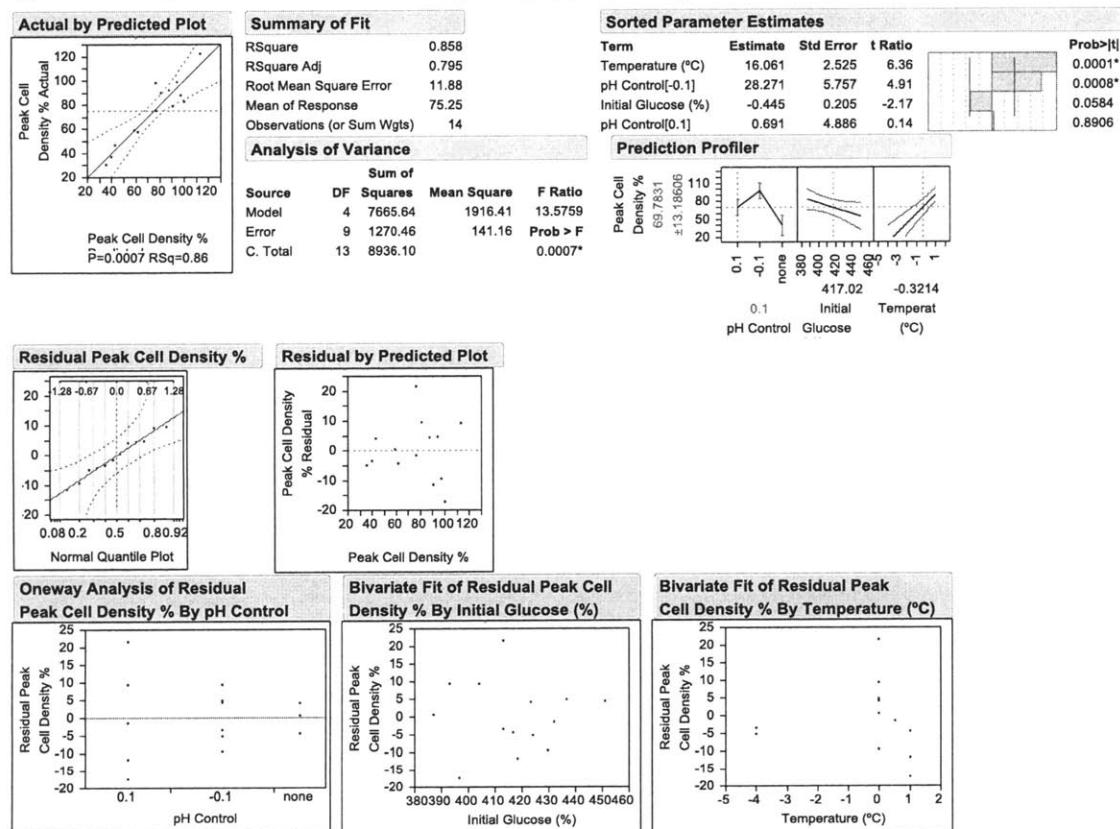 Actual by Predicted Plot
Peak Cell
Density % Actual
120
100
80
60
40
20
20 40 60 80 100 120
Peak Cell Density %
P=0.0007 RSq=0.86
Summary of Fit
RSquare 0.858
RSquare Adj 0.795
Root Mean Square Error 11.88
Mean of Response 75.25
Observations (or Sum Wgts) 14
Analysis of Variance
Sum of
Source DF Squares Mean Square F Ratio
Model 4 7665.64 1916.41 13.5759
Error 9 1270.46 141.16 Prob > F
C. Total 13 8936.10 0.0007*
Sorted Parameter Estimates
Term Estimate Std Error t Ratio Prob>|t|
Temperature (ºC) 16.061 2.525 6.36 0.0001*
pH Control[-0.1] 28.271 5.757 4.91 0.0008*
Initial Glucose (%) -0.445 0.205 -2.17 0.0584
pH Control[0.1] 0.691 4.886 0.14 0.8906
Prediction Profiler
Peak Cell
Density %
69.7831
±13.18606
110
80
50
20
0.1 -0.1 none 380 400 420 440 460 -5 -3 -1 1
417.02 -0.3214
0.1 Initial Temperat
pH Control Glucose (ºC)
Residual Peak Cell Density %
-1.28 -0.67 0.0 0.67 1.28
20
10
0
-10
-20
0.08 0.2 0.5 0.8 0.92
Normal Quantile Plot
Residual by Predicted Plot
Peak Cell Density
% Residual
20
10
0
-10
-20
20 40 60 80 100 120
Peak Cell Density %
Oneway Analysis of Residual
Peak Cell Density % By pH Control
Residual Peak
Cell Density %
25
20
15
10
5
0
-5
-10
-15
-20
0.1 -0.1 none
pH Control
Bivariate Fit of Residual Peak Cell
Density % By Initial Glucose (%)
Residual Peak
Cell Density %
25
20
15
10
5
0
-5
-10
-15
-20
380 390 400 410 420 430 440 450 460
Initial Glucose (%)
Bivariate Fit of Residual Peak
Cell Density % By Temperature (ºC)
Residual Peak
Cell Density %
25
20
15
10
5
0
-5
-10
-15
-20
-5 -4 -3 -2 -1 0 1 2
Temperature (ºC)